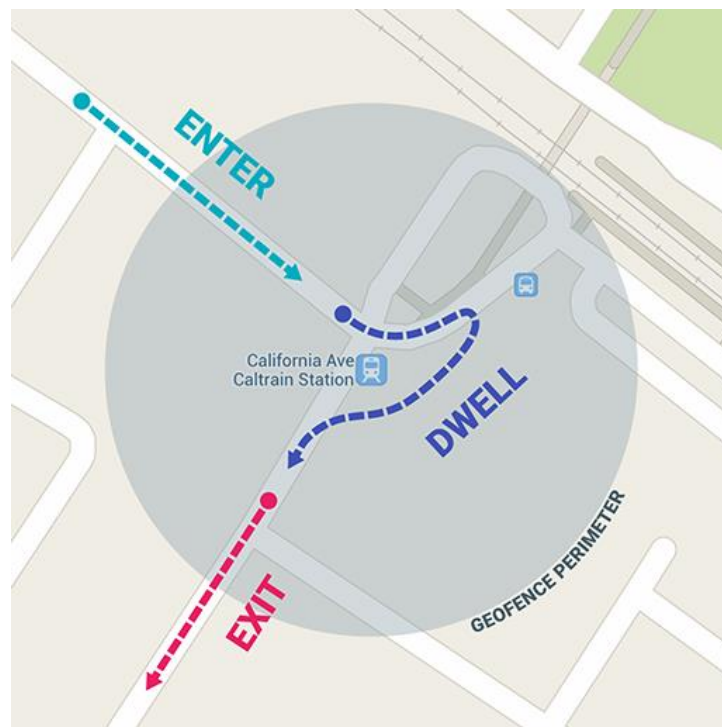 ENTER
California Ave
Caltrain Station
DWELL
GEOFENCE PERIMETER
EXIT